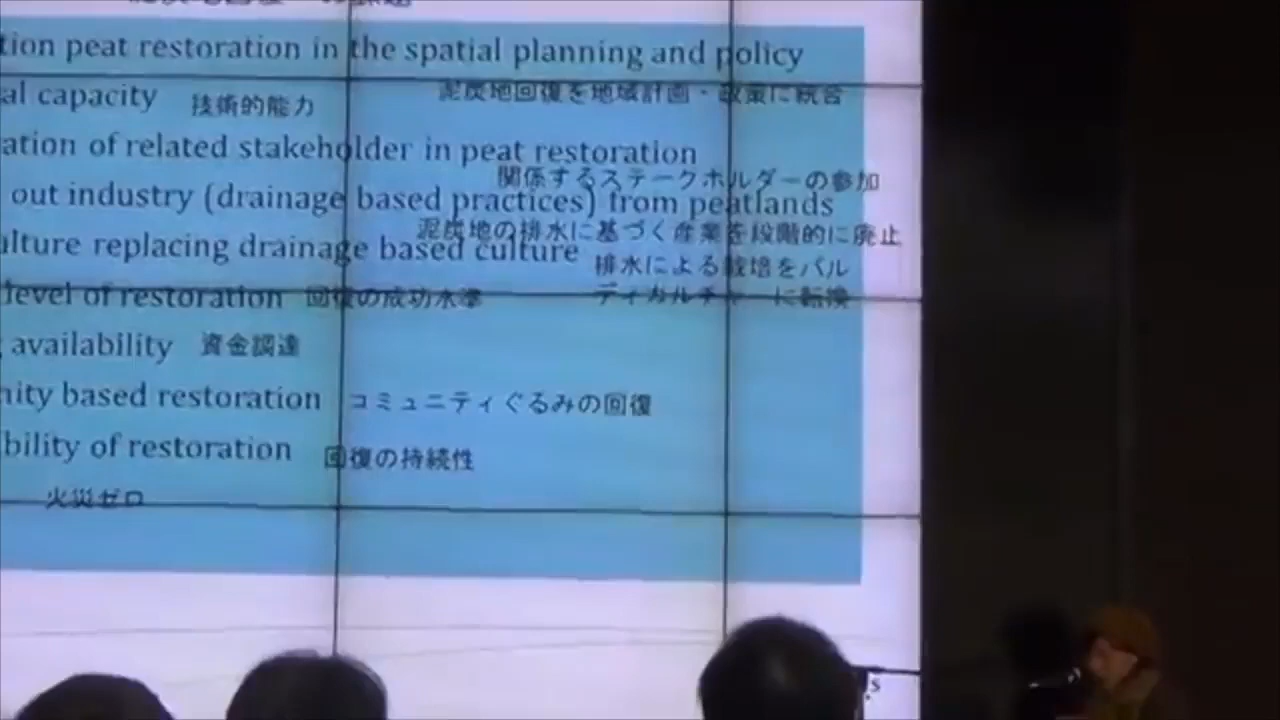 tion peat restoration in the spatial planning and policy
泥炭地回復を地域計画・政策に統合
al capacity 技術的能力
ation of related stakeholder in peat restoration
関係するステークホルダーの参加
out industry (drainage based practices) from peatlands
泥炭地の排水に基づく産業を段階的に廃止
ulture replacing drainage based culture
排水による栽培をパル
ディカルチャーに転換
level of restoration 回復の成功水準
availability 資金調達
nity based restoration コミュニティぐるみの回復
bility of restoration 回復の持続性
火災ゼロ
s